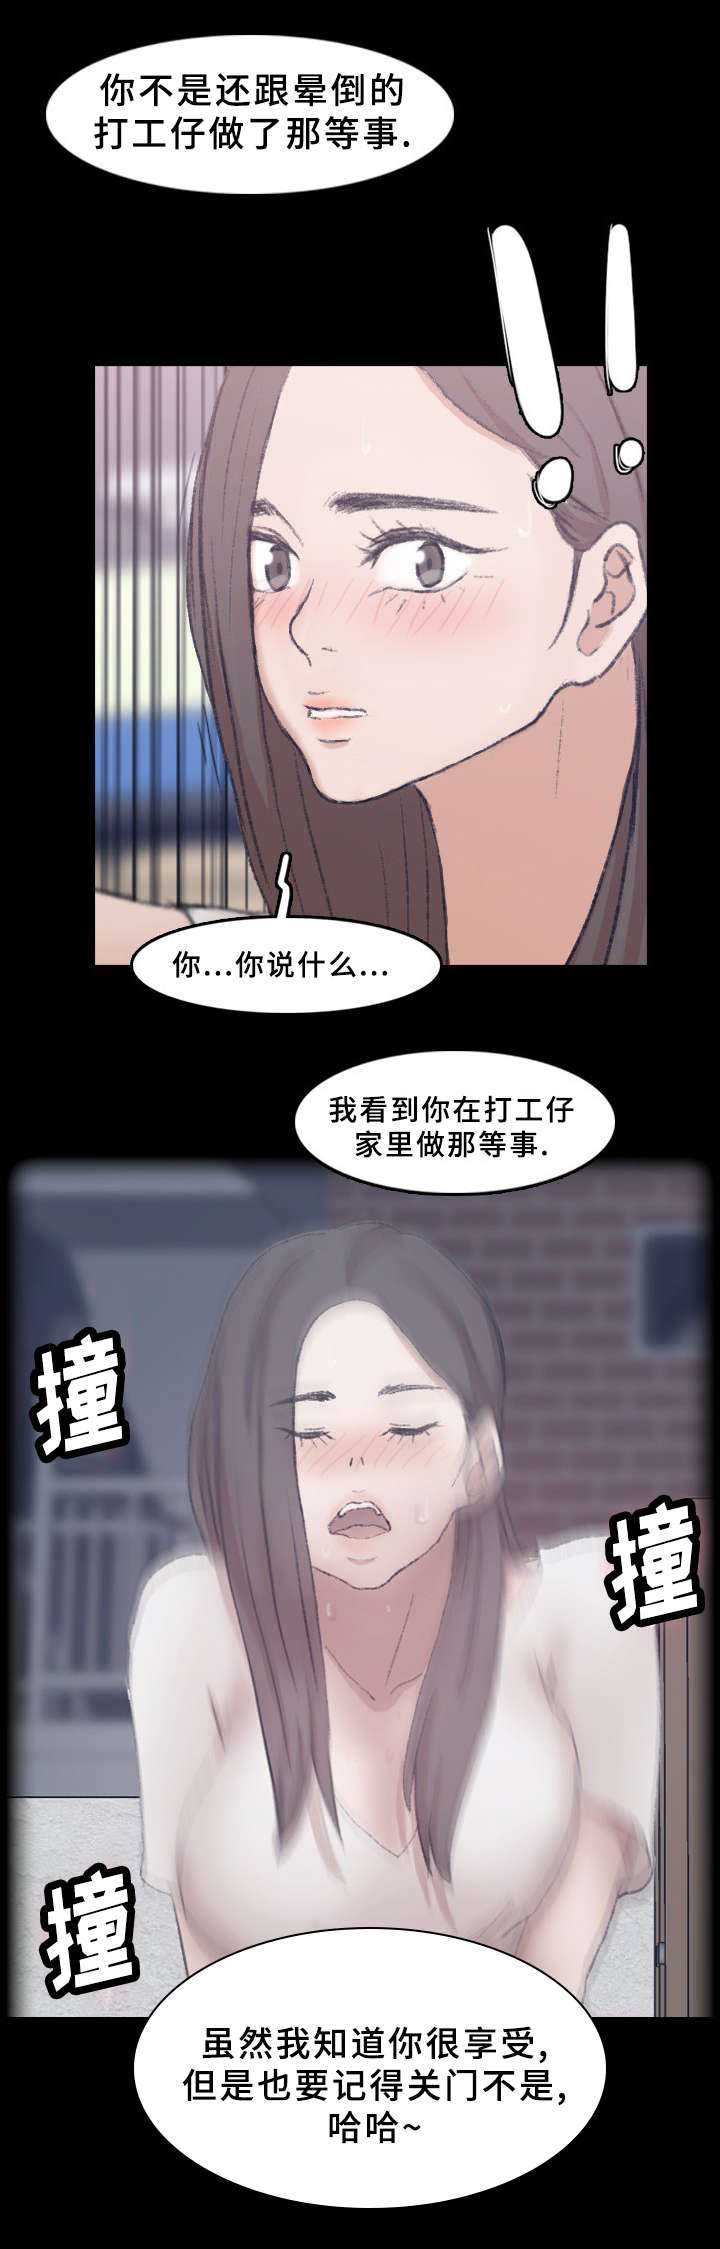 你不是还跟晕倒的
打工仔做了那等事.
你...你说什么...
我看到你在打工仔
家里做那等事.
撞
撞
撞
虽然我知道你很享受,
但是也要记得关门不是,
哈哈~